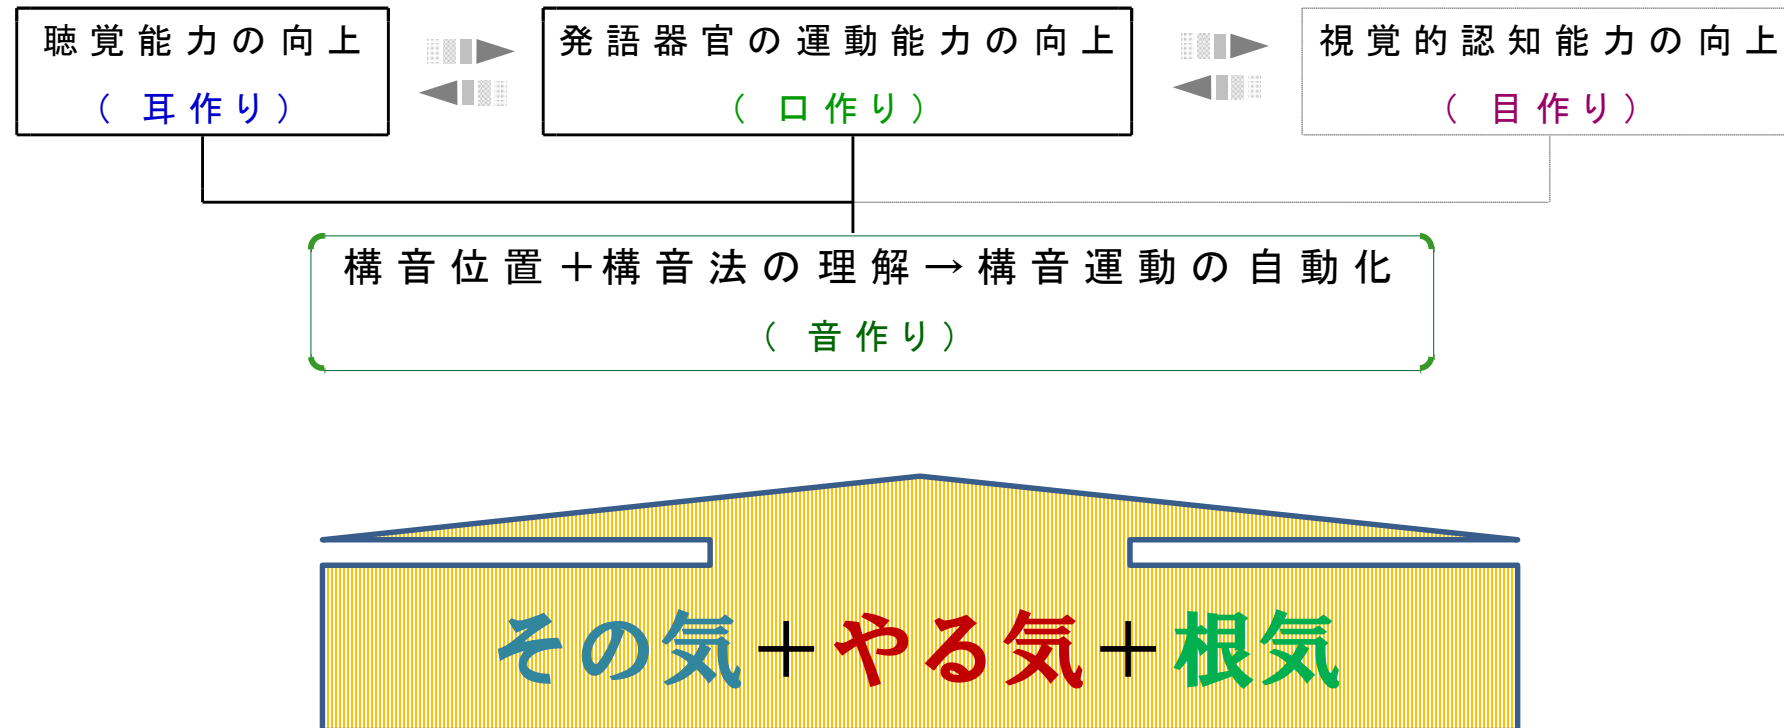 聴覚能力の向上
（耳作り）
発語器官の運動能力の向上
（口作り）
視覚的認知能力の向上
（目作り）
構音位置＋構音法の理解→構音運動の自動化
（音作り）
その気＋やる気＋根気